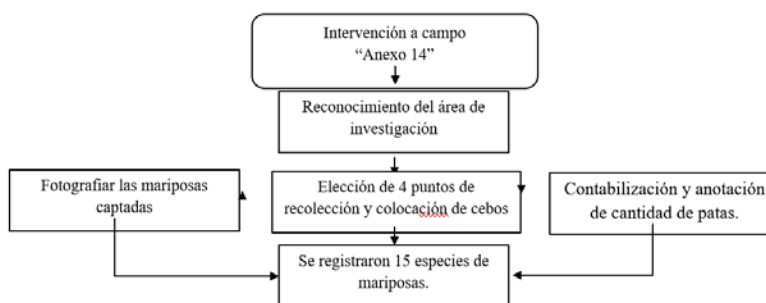 Intervención a campo
“Anexo 14”
Reconocimiento del área de
investigación
Fotografiar las mariposas
captadas
Elección de 4 puntos de
recolección y colocación de cebos
Contabilización y anotación
de cantidad de patas.
Se registraron 15 especies de
mariposas.